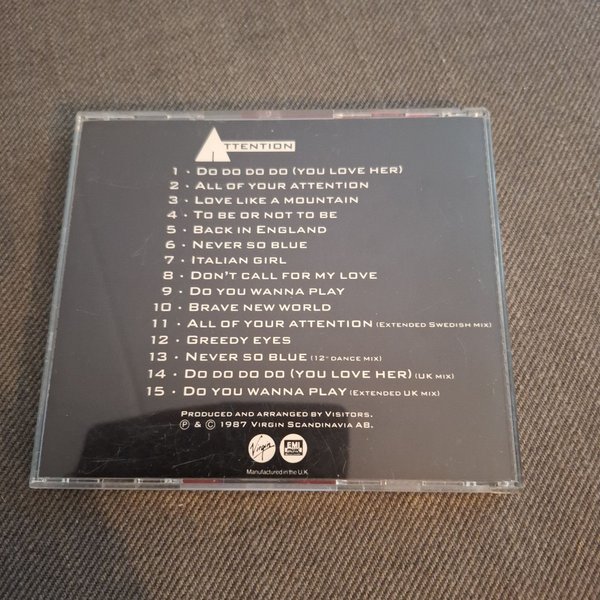 ATTENTION
1 · DO DO DO DO (YOU LOVE HER)
2 · ALL OF YOUR ATTENTION
3 · LOVE LIKE A MOUNTAIN
4 · TO BE OR NOT TO BE
5 · BACK IN ENGLAND
6 · NEVER SO BLUE
7 · ITALIAN GIRL
8 · DON'T CALL FOR MY LOVE
9 · DO YOU WANNA PLAY
10 · BRAVE NEW WORLD
11 · ALL OF YOUR ATTENTION (EXTENDED SWEDISH MIX)
12 · GREEDY EYES
13 · NEVER SO BLUE (12" DANCE MIX)
14 · DO DO DO DO (YOU LOVE HER) (UK MIX)
15 · DO YOU WANNA PLAY (EXTENDED UK MIX)
PRODUCED AND ARRANGED BY VISITORS.
℗ & © 1987 VIRGIN SCANDINAVIA AB.
Virgin EMI music
Manufactured in the U.K